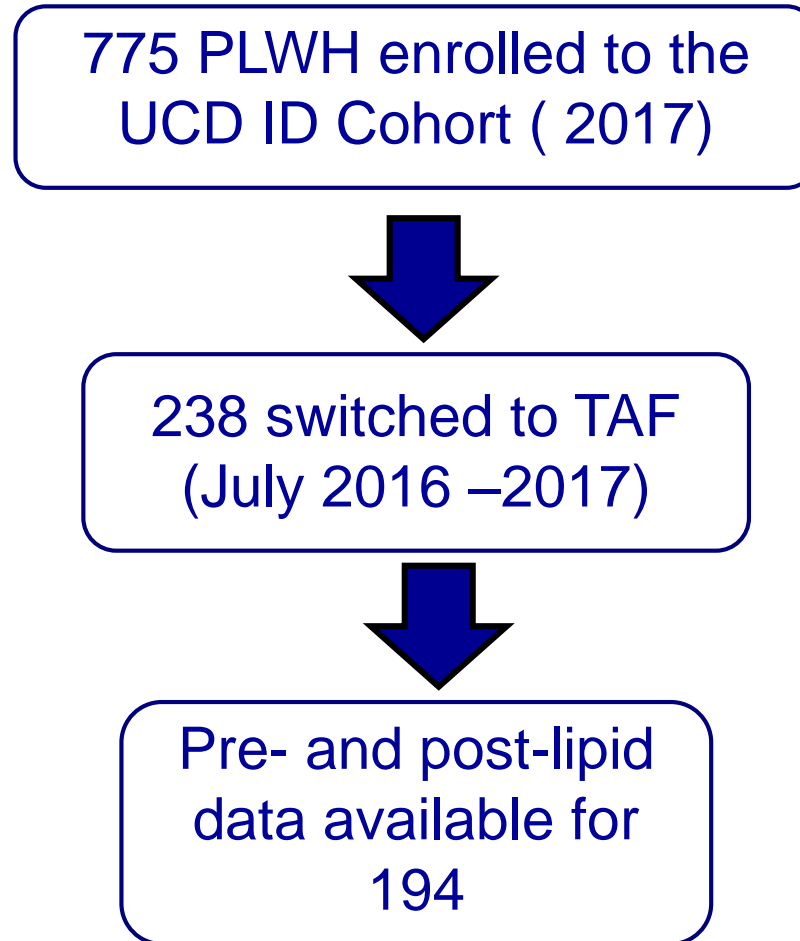 775 PLWH enrolled to the
UCD ID Cohort ( 2017)
238 switched to TAF
(July 2016 –2017)
Pre- and post-lipid
data available for
194